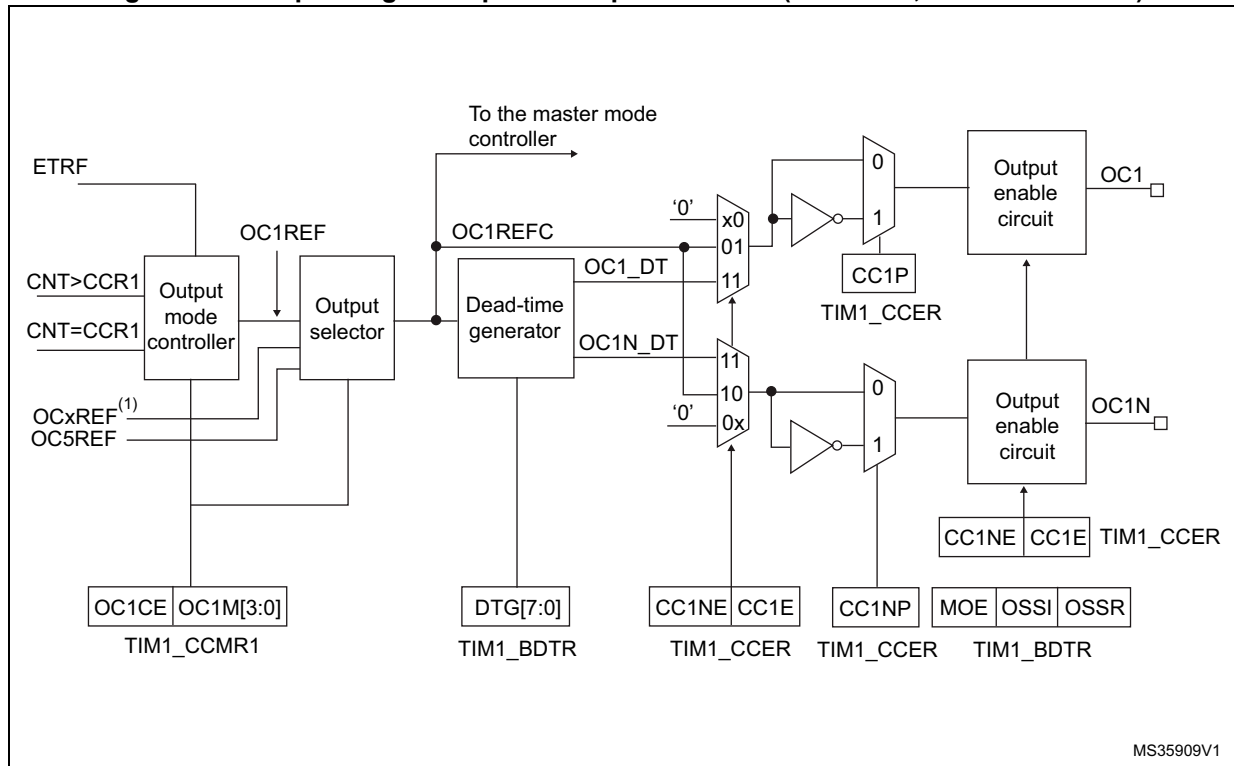 To the master mode
controller
ETRF
OC1REF
CNT>CCR1
CNT=CCR1
Output
mode
controller
Output
selector
OCxREF(1)
OC5REF
OC1REFC
Dead-time
generator
OC1_DT
OC1N_DT
'0'
x0
01
11
11
10
'0'
0x
0
1
CC1P
TIM1_CCER
0
1
Output
enable
circuit
OC1
Output
enable
circuit
OC1N
CC1NE CC1E TIM1_CCER
OC1CE OC1M[3:0]
TIM1_CCMR1
DTG[7:0]
TIM1_BDTR
CC1NE CC1E
TIM1_CCER
CC1NP
TIM1_CCER
MOE OSSI OSSR
TIM1_BDTR
MS35909V1